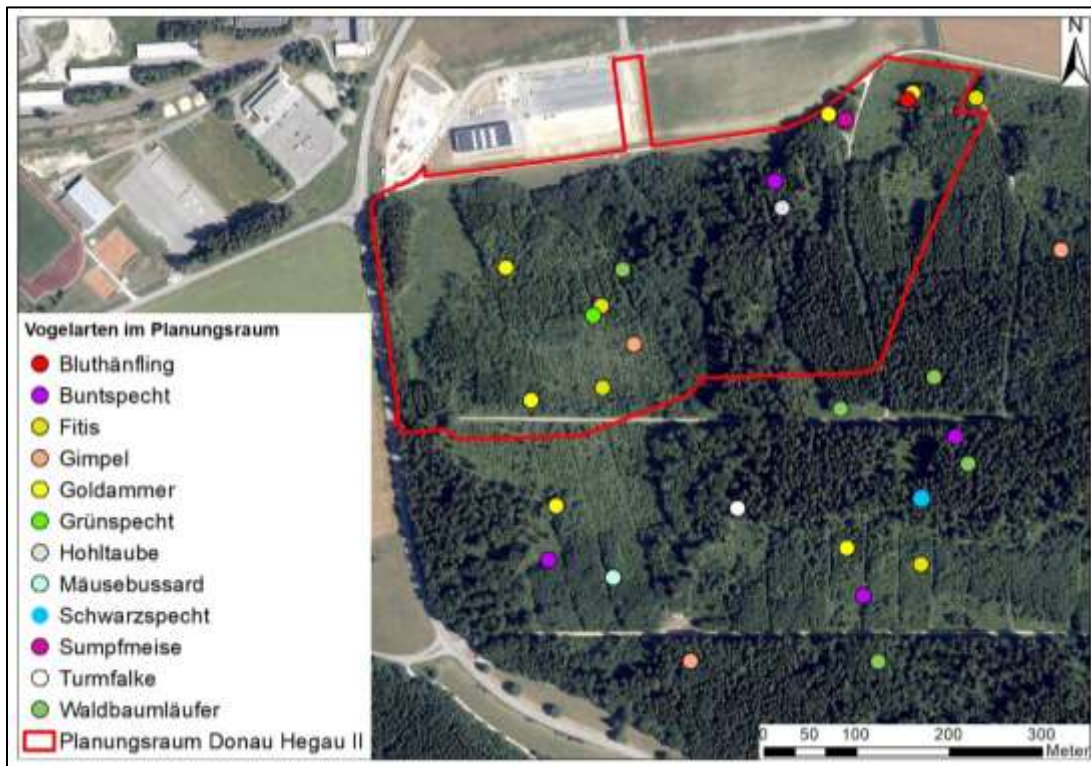 N
Vogelarten im Planungsraum
Bluthänfling
Buntspecht
Fitis
Gimpel
Goldammer
Grünspecht
Hohltaube
Mäusebussard
Schwarzspecht
Sumpfmeise
Turmfalke
Waldbaumläufer
Planungsraum Donau Hegau II
0 50 100 200 300
Meter